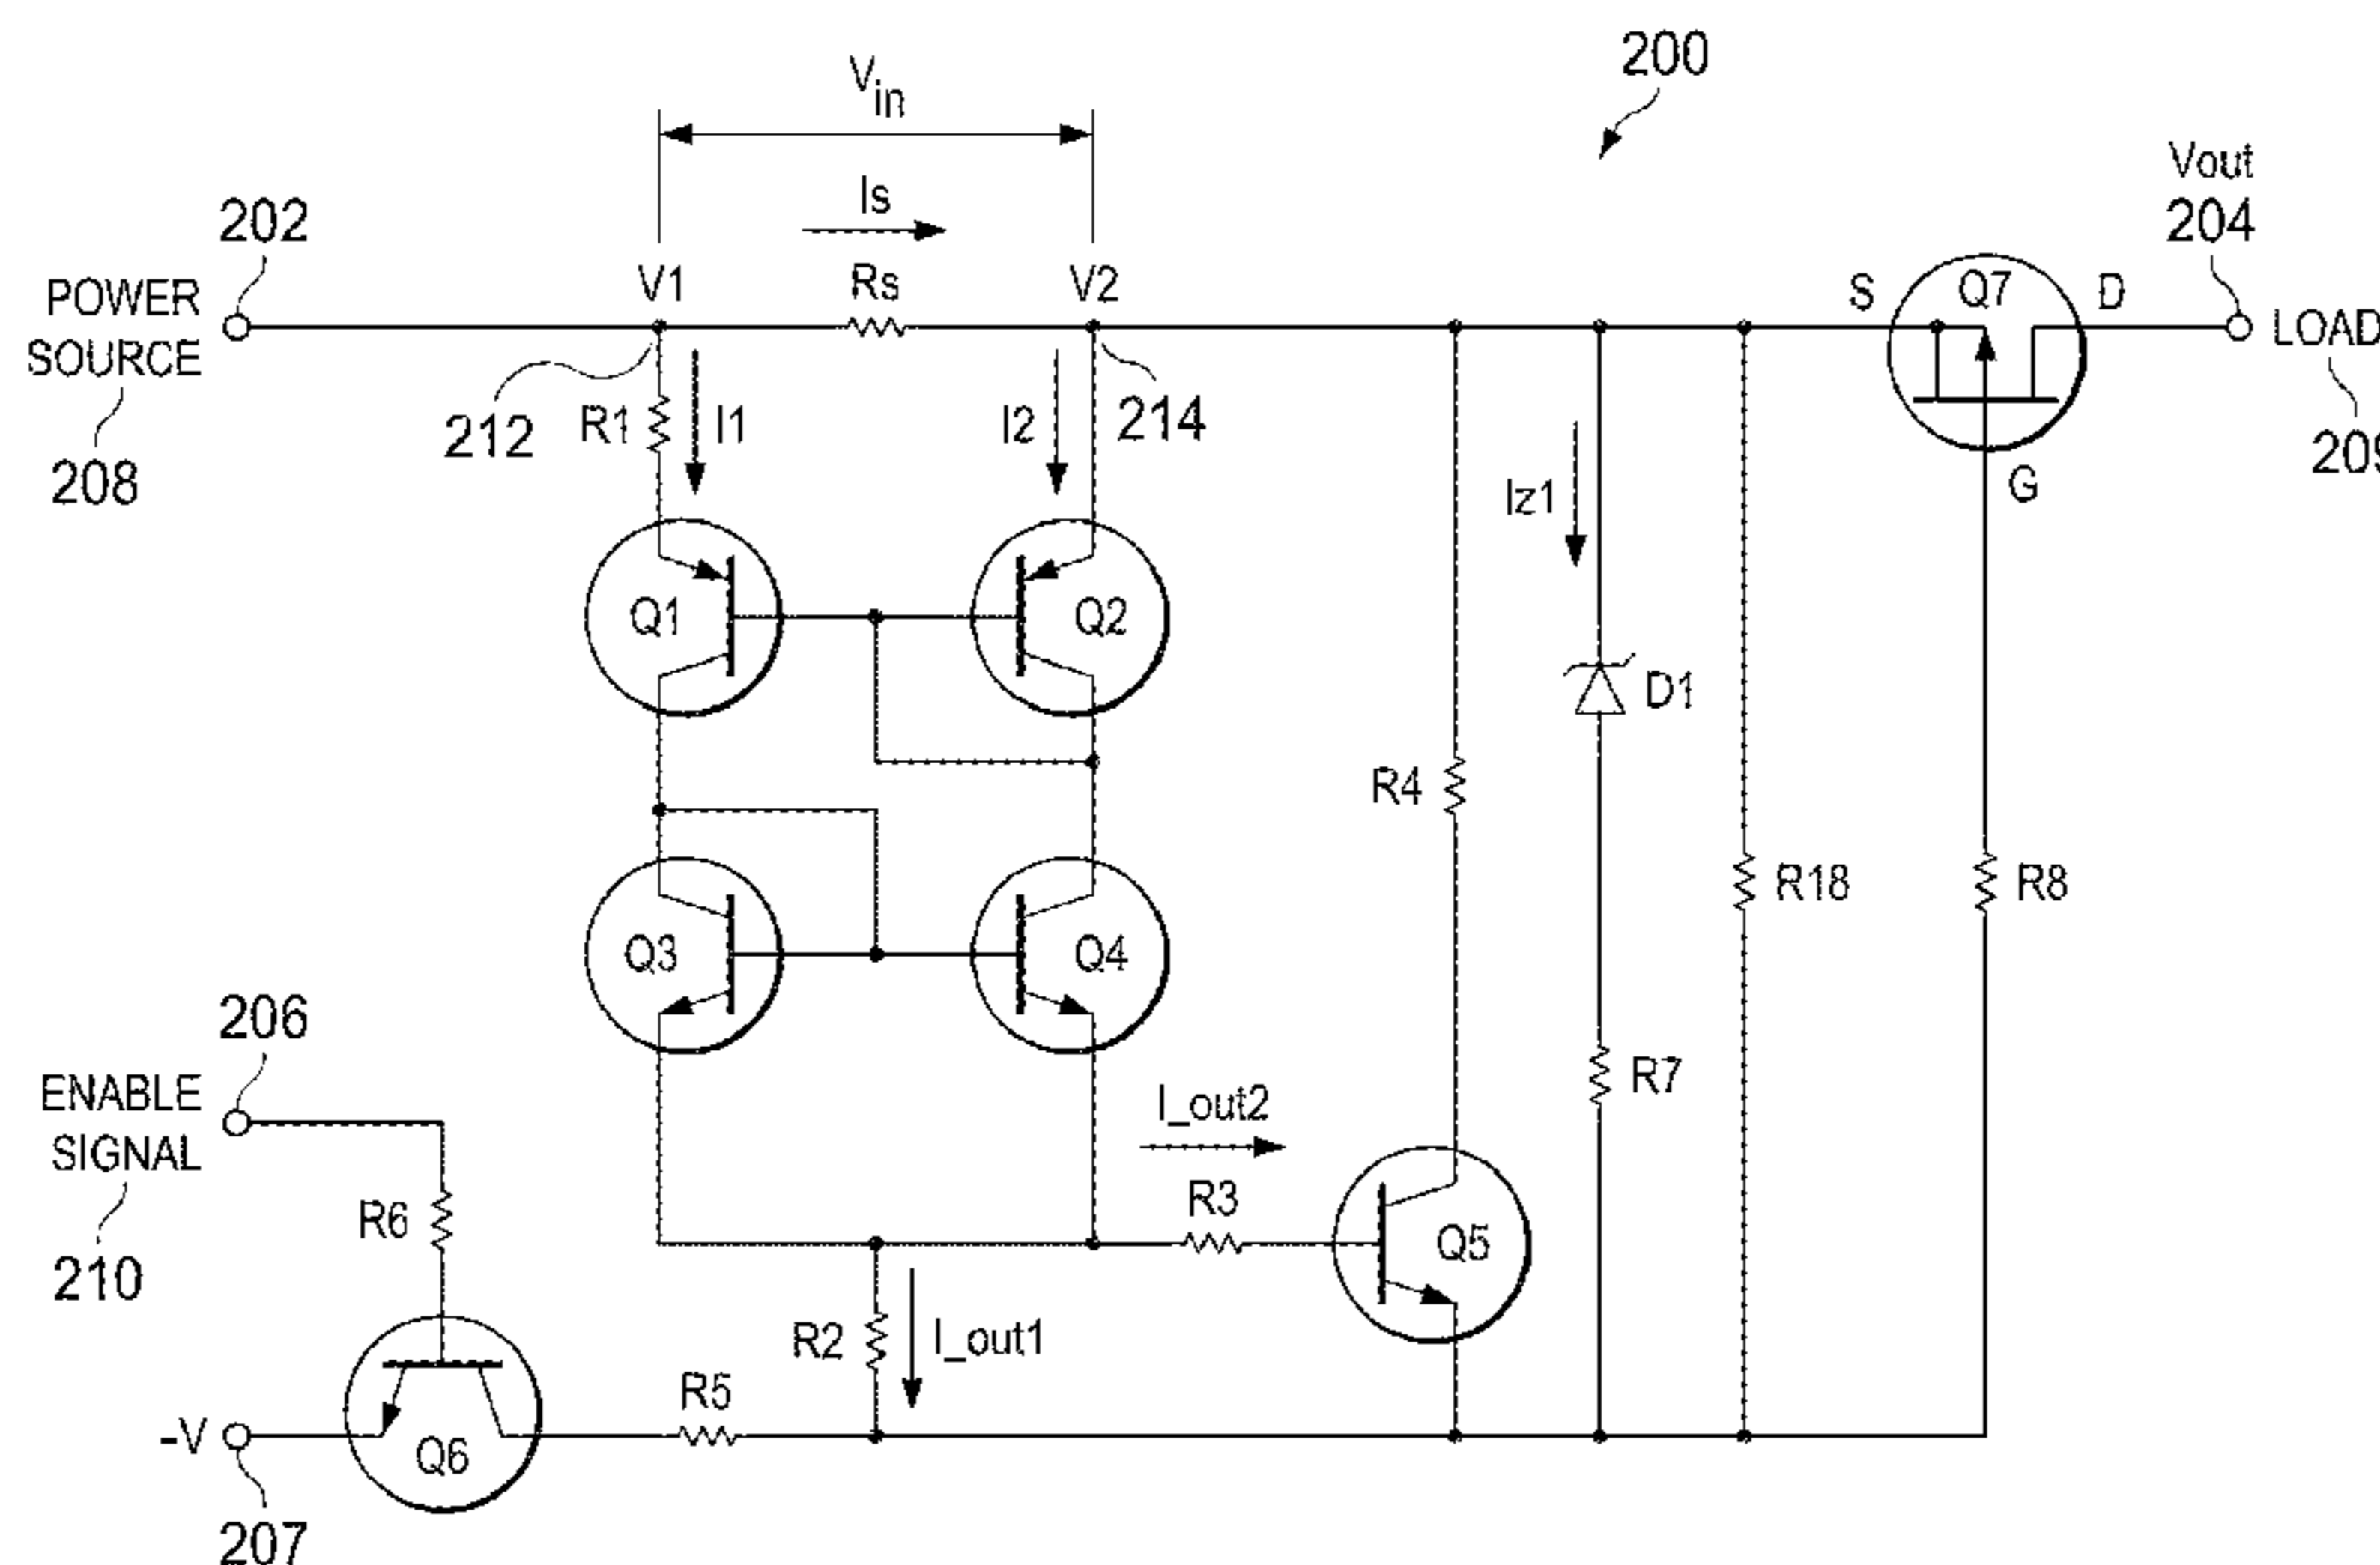 200
Vin
Vout
204
Is
202
POWER
SOURCE
208
V1
Rs
V2
S
Q7
D
LOAD
209
G
212
R1
I1
I2
214
Iz1
Q1
Q2
D1
R4
R18
R8
Q3
Q4
206
ENABLE
SIGNAL
210
R7
I_out2
R6
R3
Q5
R2
I_out1
R5
-V
Q6
207